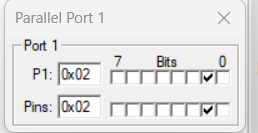 Parallel Port 1
Port 1
7 Bits 0
P1: 0x02
Pins: 0x02